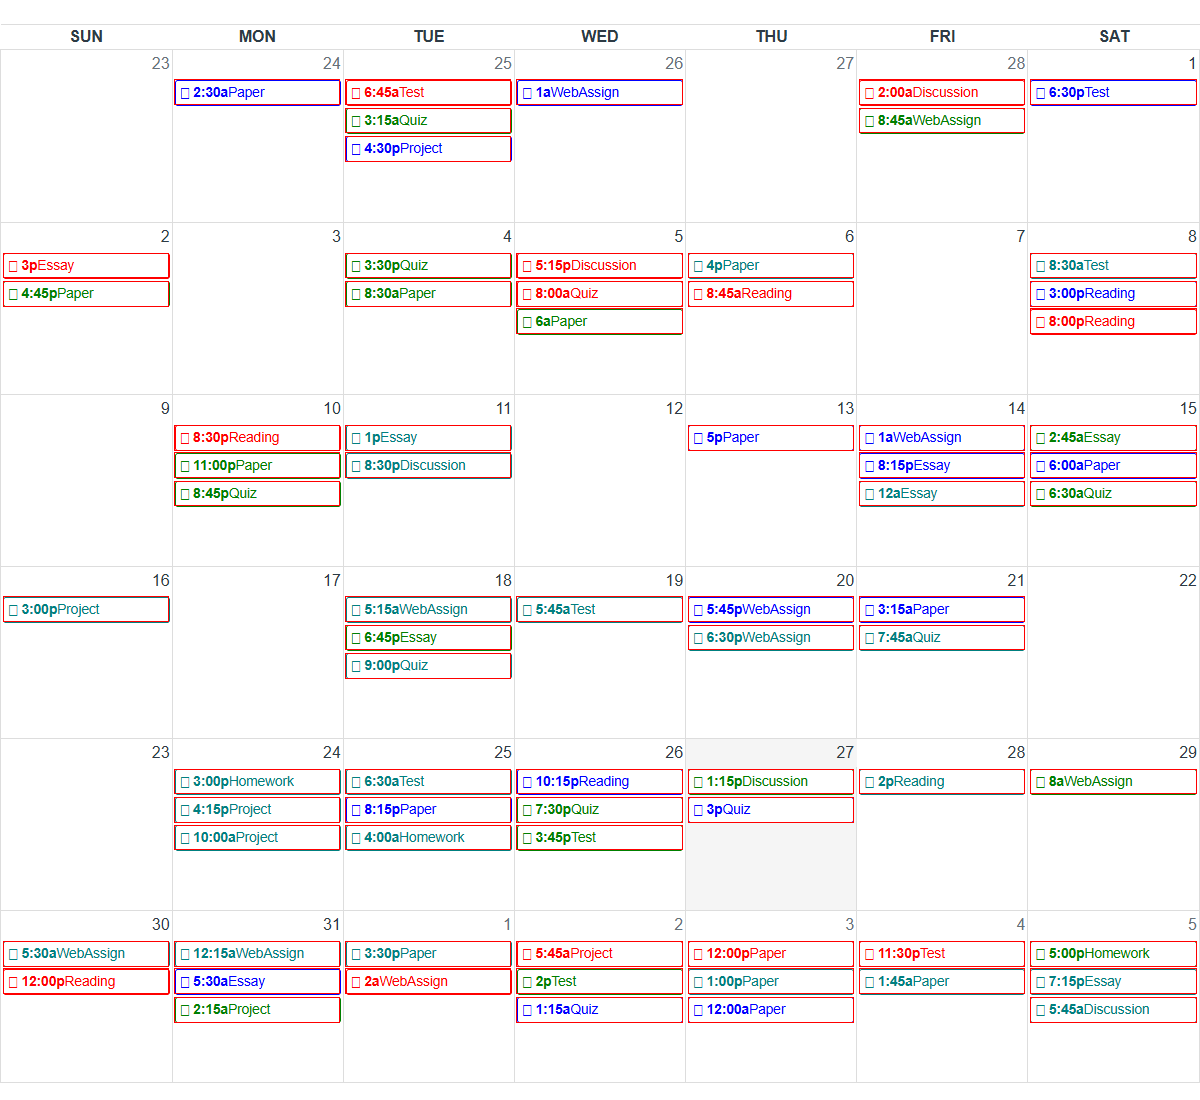 SUN MON TUE WED THU FRI SAT
23 24 25 26 27 28 1
2:30aPaper 6:45aTest 1aWebAssign 2:00aDiscussion 6:30pTest
3:15aQuiz 8:45aWebAssign
4:30pProject
2 3 4 5 6 7 8
3pEssay 3:30pQuiz 5:15pDiscussion 4pPaper 8:30aTest
4:45pPaper 8:30aPaper 8:00aQuiz 8:45aReading 3:00pReading
6aPaper 8:00pReading
9 10 11 12 13 14 15
8:30pReading 1pEssay 5pPaper 1aWebAssign 2:45aEssay
11:00pPaper 8:30pDiscussion 8:15pEssay 6:00aPaper
8:45pQuiz 12aEssay 6:30aQuiz
16 17 18 19 20 21 22
3:00pProject 5:15aWebAssign 5:45aTest 5:45pWebAssign 3:15aPaper
6:45pEssay 6:30pWebAssign 7:45aQuiz
9:00pQuiz
23 24 25 26 27 28 29
3:00pHomework 6:30aTest 10:15pReading 1:15pDiscussion 2pReading 8aWebAssign
4:15pProject 8:15pPaper 7:30pQuiz 3pQuiz
10:00aProject 4:00aHomework 3:45pTest
30 31 1 2 3 4 5
5:30aWebAssign 12:15aWebAssign 3:30pPaper 5:45aProject 12:00pPaper 11:30pTest 5:00pHomework
12:00pReading 5:30aEssay 2aWebAssign 2pTest 1:00pPaper 1:45aPaper 7:15pEssay
2:15aProject 1:15aQuiz 12:00aPaper 5:45aDiscussion